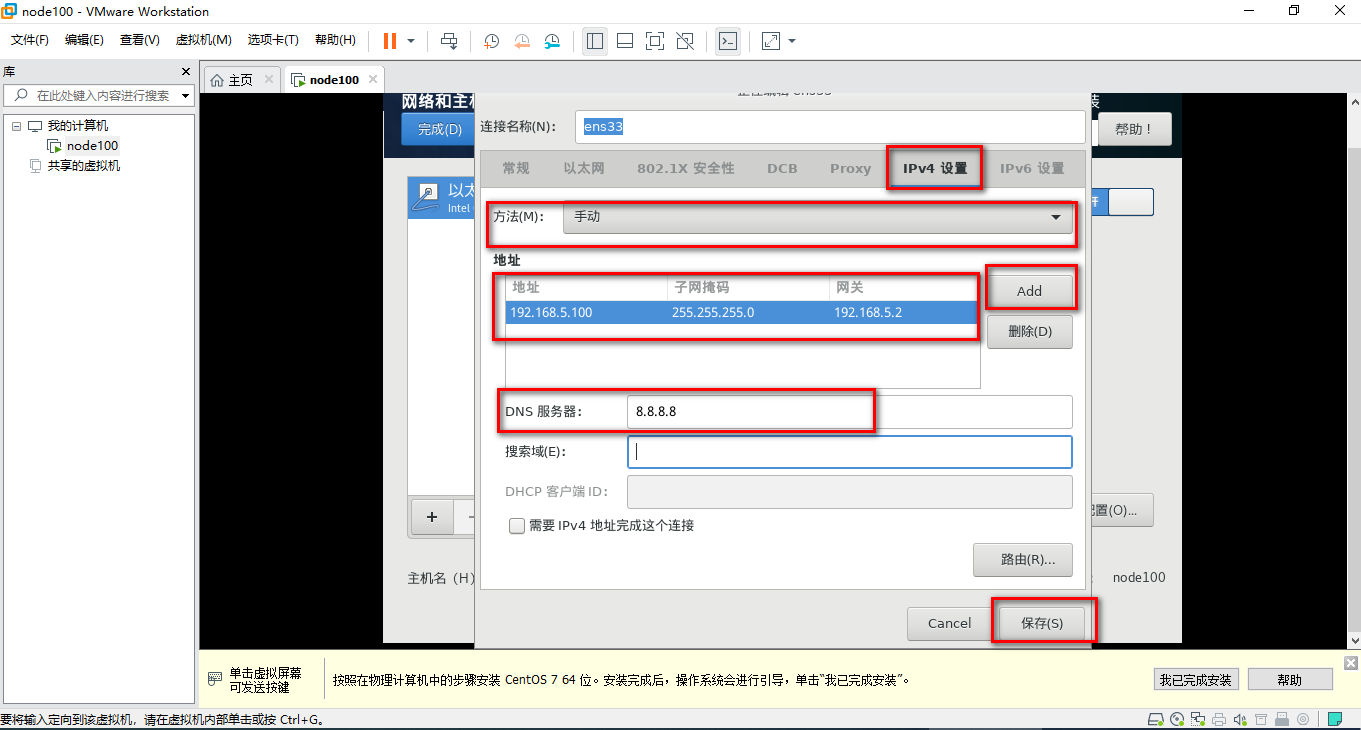 node100 - VMware Workstation
文件(F) 编辑(E) 查看(V) 虚拟机(M) 选项卡(T) 帮助(H)
库
在此处键入内容进行搜索
我的计算机
node100
共享的虚拟机
主页 node100
网络和主机
完成(D)
帮助！
正在编辑 ens33
连接名称(N)： ens33
常规 以太网 802.1X 安全性 DCB Proxy IPv4 设置 IPv6 设置
以太
Intel
开
方法(M)： 手动
地址
地址 子网掩码 网关
192.168.5.100 255.255.255.0 192.168.5.2
Add
删除(D)
DNS 服务器： 8.8.8.8
搜索域(E)：
DHCP 客户端 ID：
需要 IPv4 地址完成这个连接
配置(O)...
路由(R)...
主机名（H） node100
Cancel 保存(S)
单击虚拟屏幕
可发送按键
按照在物理计算机中的步骤安装 CentOS 7 64 位。安装完成后，操作系统会进行引导，单击“我已完成安装”。
我已完成安装 帮助
要将输入定向到该虚拟机，请在虚拟机内部单击或按 Ctrl+G。